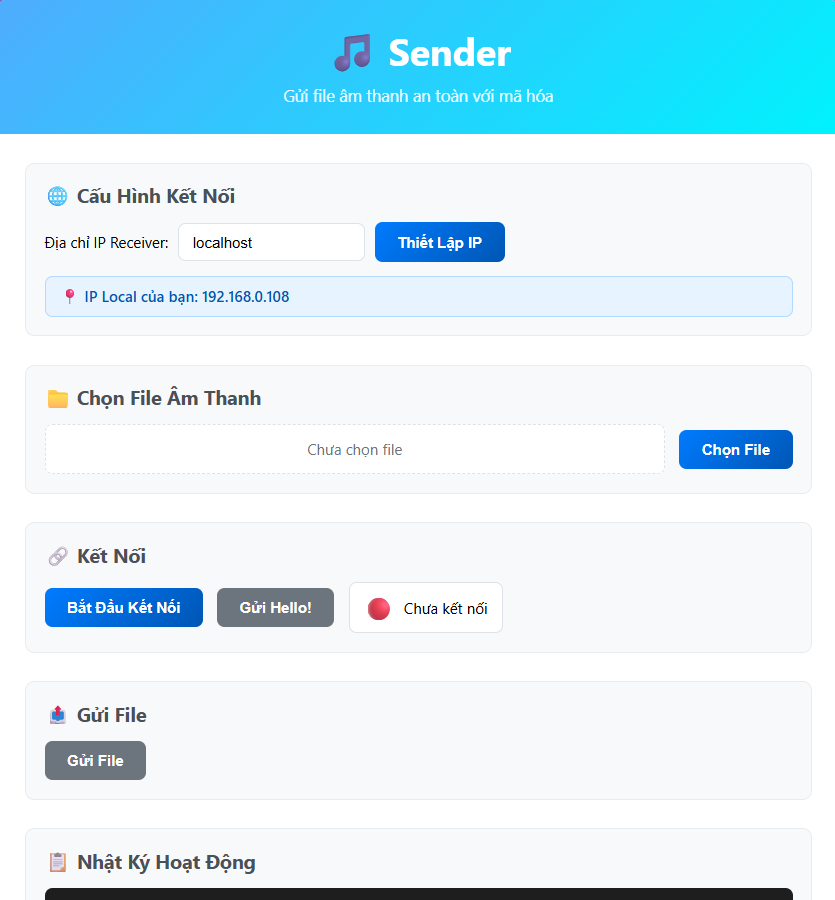 Sender
Gửi file âm thanh an toàn với mã hóa
Cấu Hình Kết Nối
Địa chỉ IP Receiver: localhost Thiết Lập IP
IP Local của bạn: 192.168.0.108
Chọn File Âm Thanh
Chưa chọn file Chọn File
Kết Nối
Bắt Đầu Kết Nối Gửi Hello! Chưa kết nối
Gửi File
Gửi File
Nhật Ký Hoạt Động